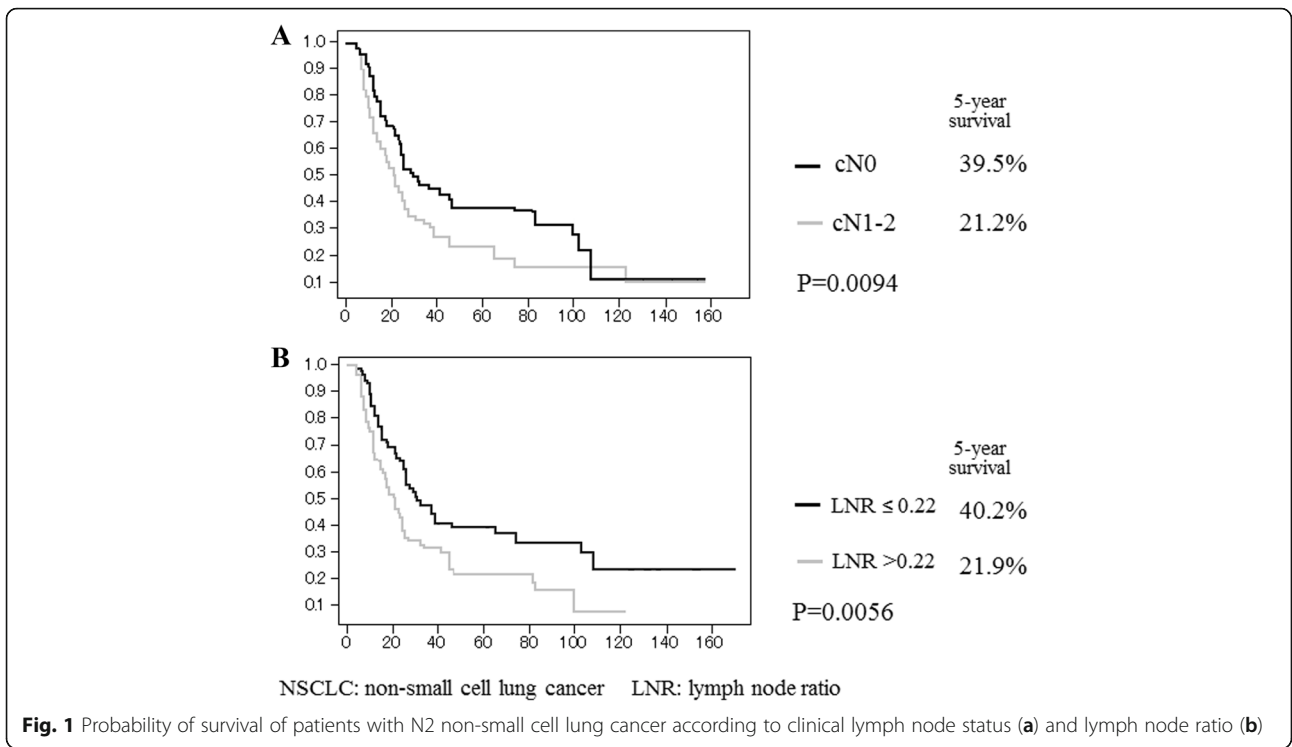 A
1.0
0.9
0.8
0.7
0.6
0.5
0.4
0.3
0.2
0.1
0 20 40 60 80 100 120 140 160
5-year
survival
cN0 39.5%
cN1-2 21.2%
P=0.0094
B
1.0
0.9
0.8
0.7
0.6
0.5
0.4
0.3
0.2
0.1
0 20 40 60 80 100 120 140 160
5-year
survival
LNR ≤ 0.22 40.2%
LNR >0.22 21.9%
P=0.0056
NSCLC: non-small cell lung cancer LNR: lymph node ratio
Fig. 1 Probability of survival of patients with N2 non-small cell lung cancer according to clinical lymph node status (a) and lymph node ratio (b)